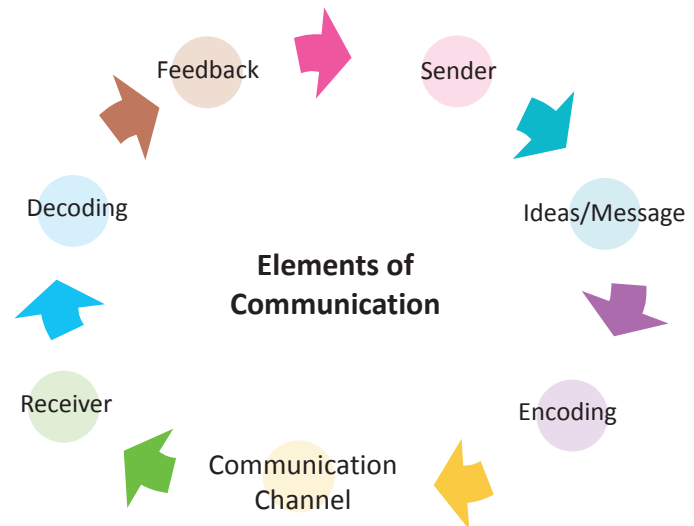 Feedback
Sender
Decoding
Ideas/Message
Elements of
Communication
Receiver
Encoding
Communication
Channel